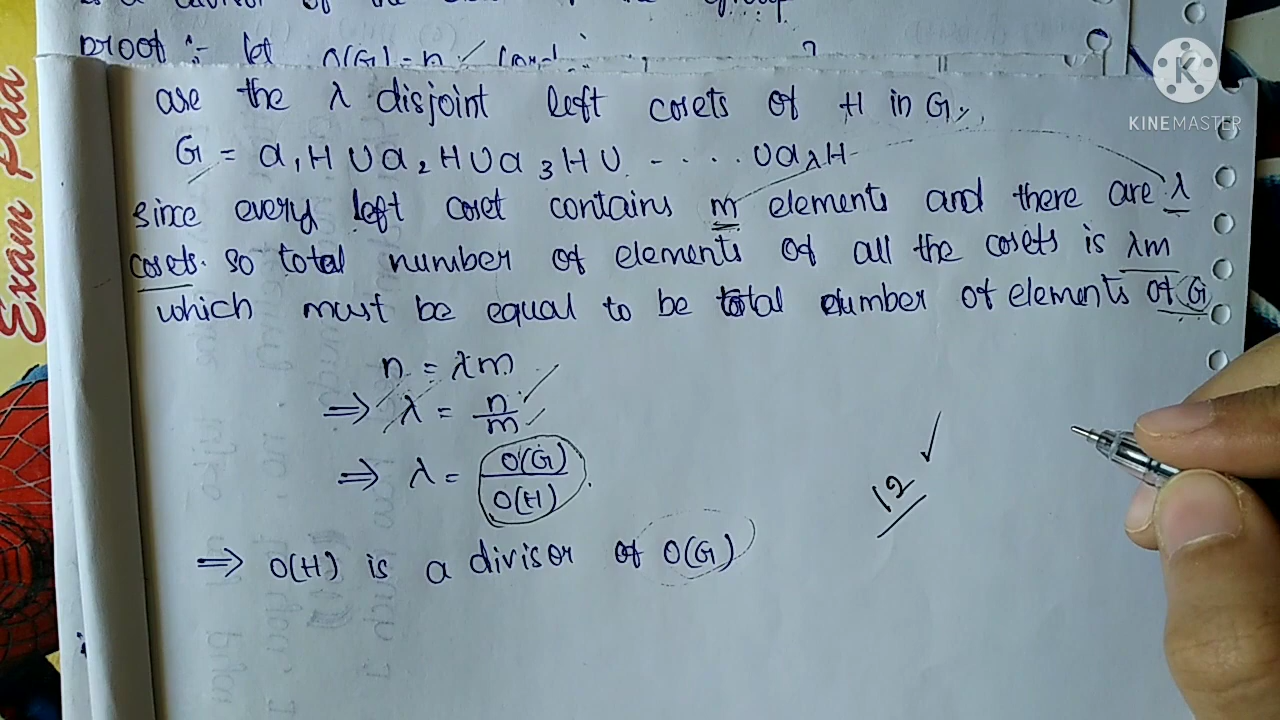 proof :- let O(G) = n
are the λ disjoint left cosets of H in G,
G = a₁H ∪ a₂H ∪ a₃H ∪ - .... ∪ a_λH
since every left coset contains m elements and there are λ
cosets. so total number of elements of all the cosets is λm
which must be equal to be total number of elements of G
n = λm
⇒ λ = n/m
⇒ λ = O(G)/O(H).
12 ✓
⇒ O(H) is a divisor of O(G)
Exam Pad
KINEMASTER